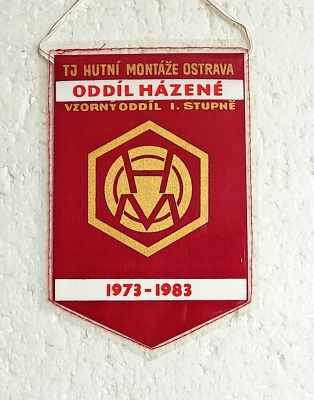 TJ HUTNÍ MONTÁŽE OSTRAVA
ODDÍL HÁZENÉ
VZORNÝ ODDÍL I. STUPNĚ
HM
1973-1983